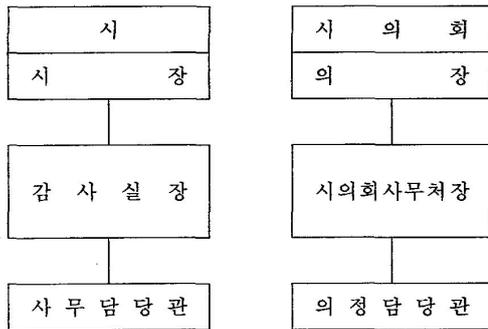 시
시 장
감 사 실 장
사 무 담 당 관
시 의 회
의 장
시의회사무처장
의 정 담 당 관